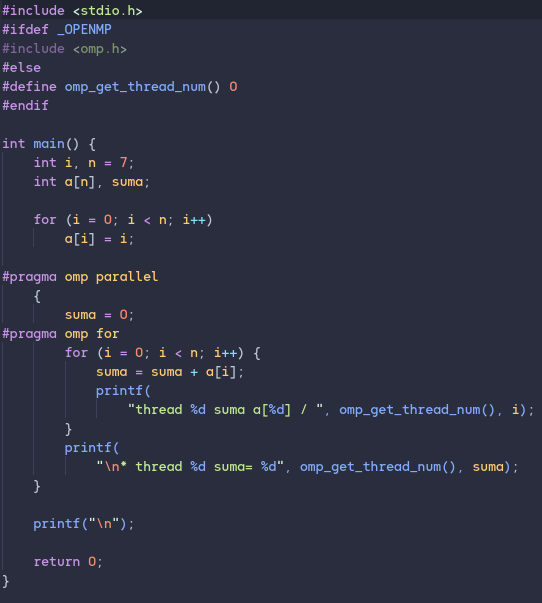 #include <stdio.h>
#ifdef _OPENMP
#include <omp.h>
#else
#define omp_get_thread_num() 0
#endif

int main() {
    int i, n = 7;
    int a[n], suma;

    for (i = 0; i < n; i++)
        a[i] = i;

#pragma omp parallel
    {
        suma = 0;
#pragma omp for
        for (i = 0; i < n; i++) {
            suma = suma + a[i];
            printf(
                "thread %d suma a[%d] / ", omp_get_thread_num(), i);
        }
        printf(
            "\n* thread %d suma= %d", omp_get_thread_num(), suma);
    }

    printf("\n");

    return 0;
}